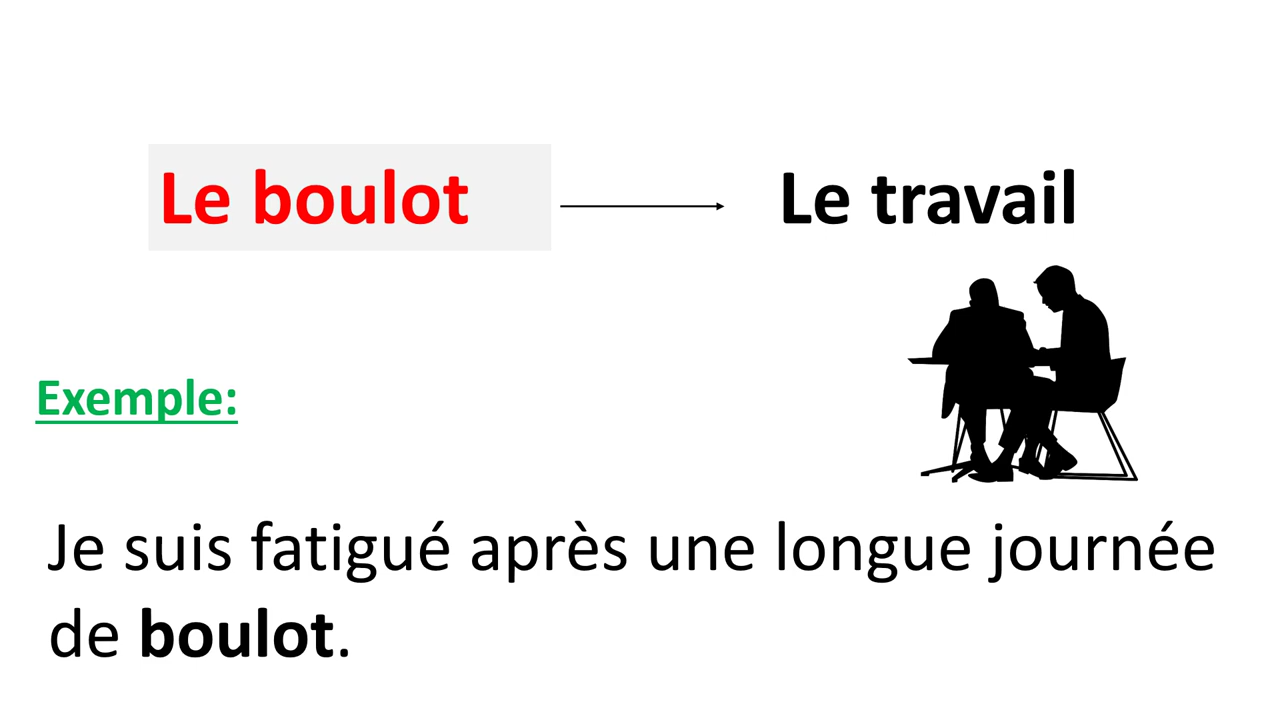 Le boulot
Le travail
Exemple:
Je suis fatigué après une longue journée
de boulot.